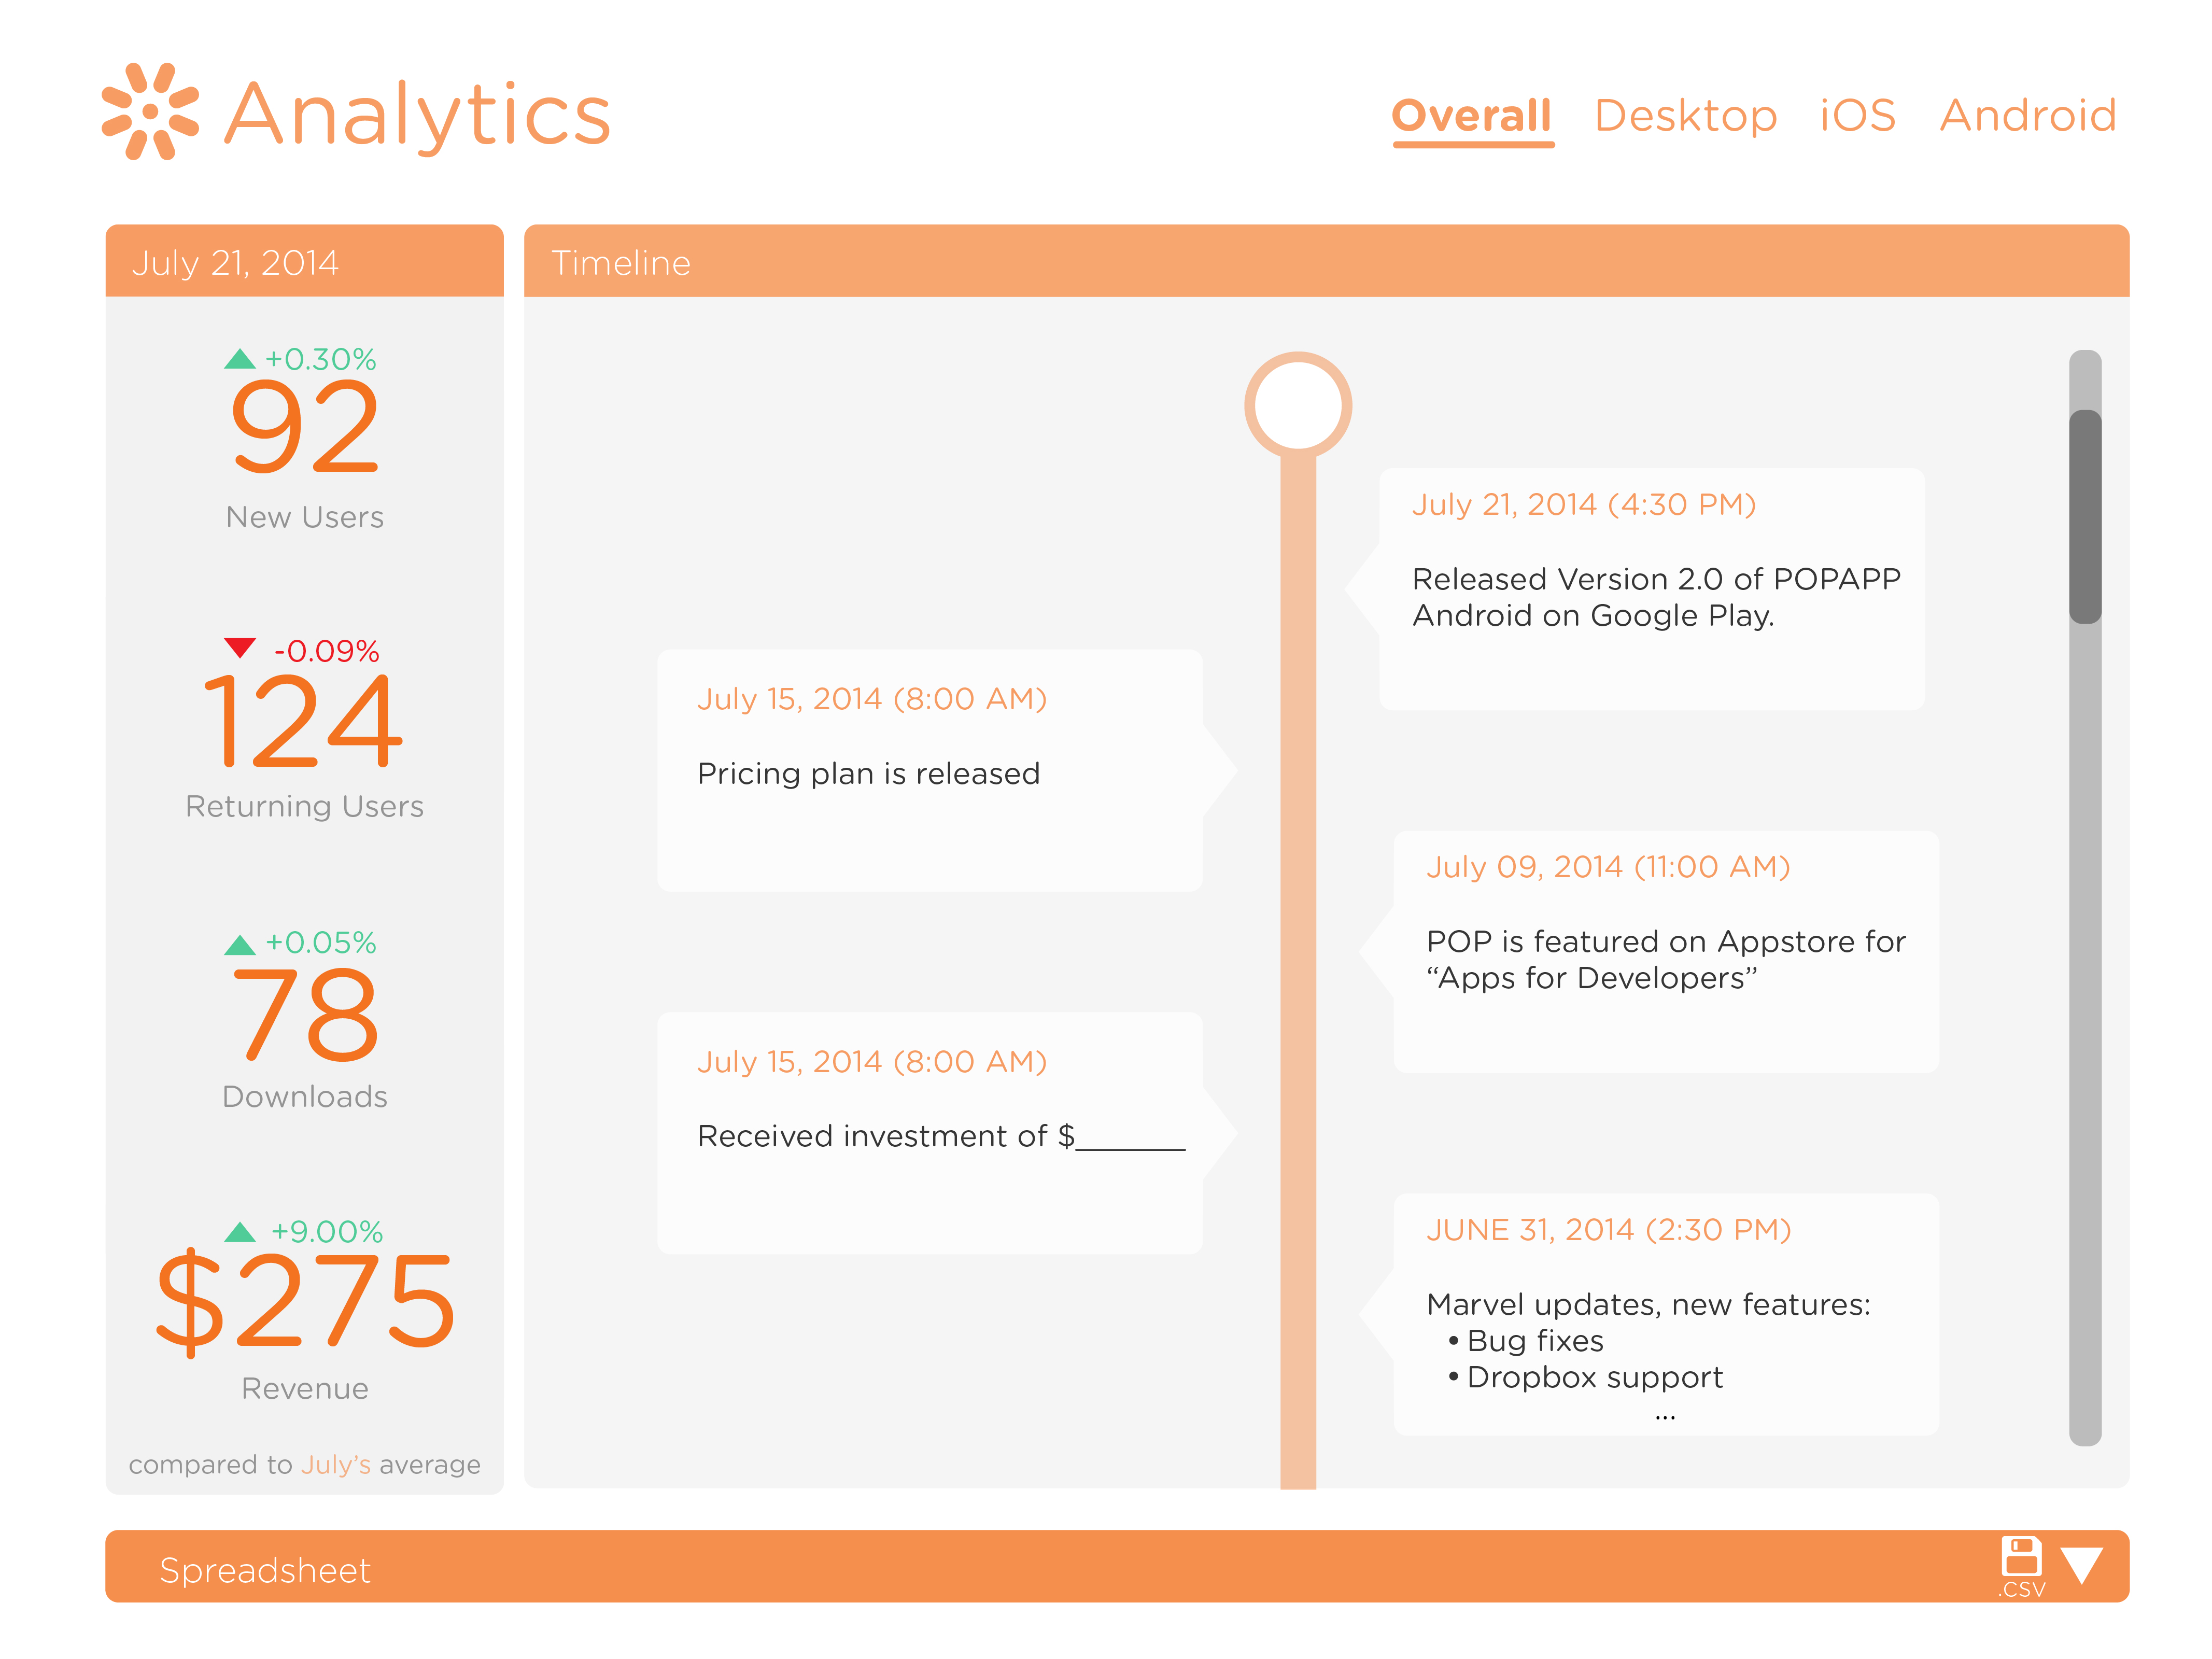 Analytics
Overall Desktop iOS Android
July 21, 2014
+0.30%
92
New Users
-0.09%
124
Returning Users
+0.05%
78
Downloads
+9.00%
$275
Revenue
compared to July’s average
Timeline
July 21, 2014 (4:30 PM)
Released Version 2.0 of POPAPP
Android on Google Play.
July 15, 2014 (8:00 AM)
Pricing plan is released
July 09, 2014 (11:00 AM)
POP is featured on Appstore for
“Apps for Developers”
July 15, 2014 (8:00 AM)
Received investment of $_______
JUNE 31, 2014 (2:30 PM)
Marvel updates, new features:
• Bug fixes
• Dropbox support
...
Spreadsheet
.CSV